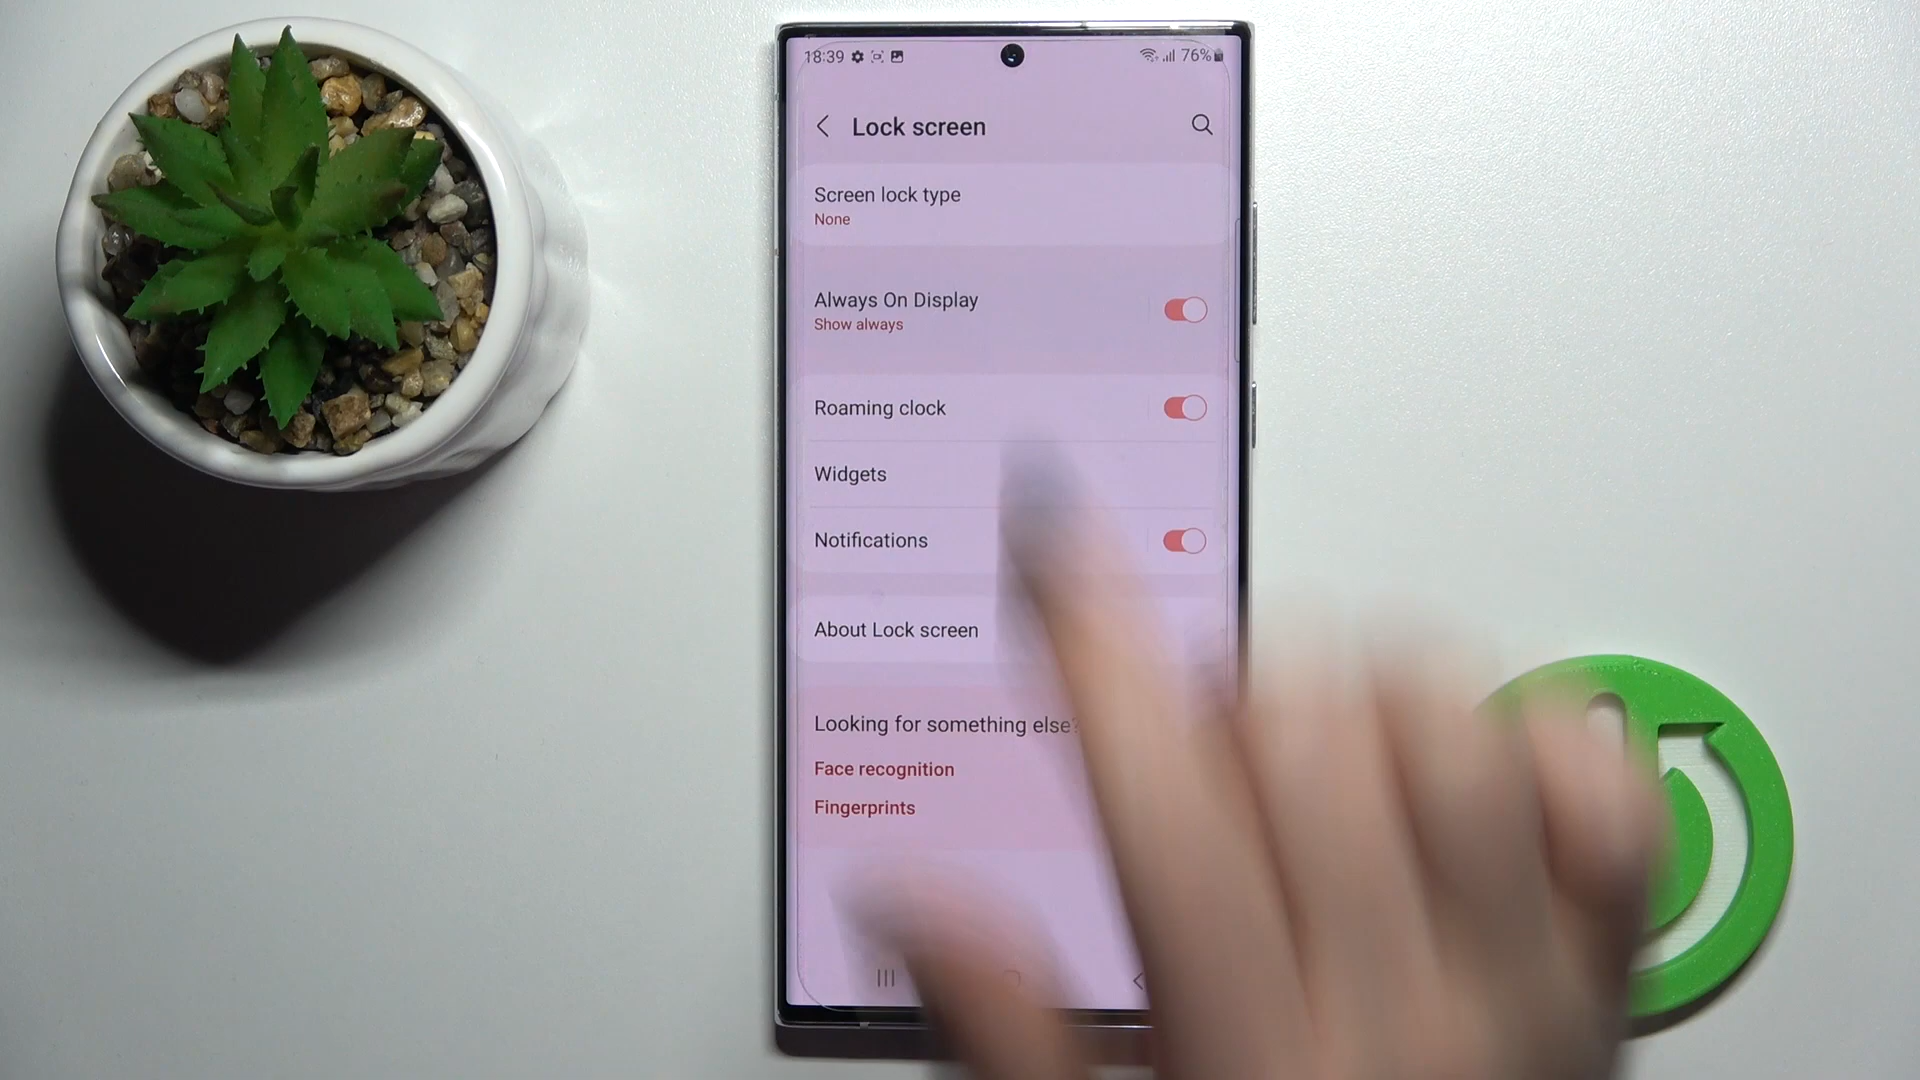 18:39 76%
Lock screen
Screen lock type
None
Always On Display
Show always
Roaming clock
Widgets
Notifications
About Lock screen
Looking for something else?
Face recognition
Fingerprints